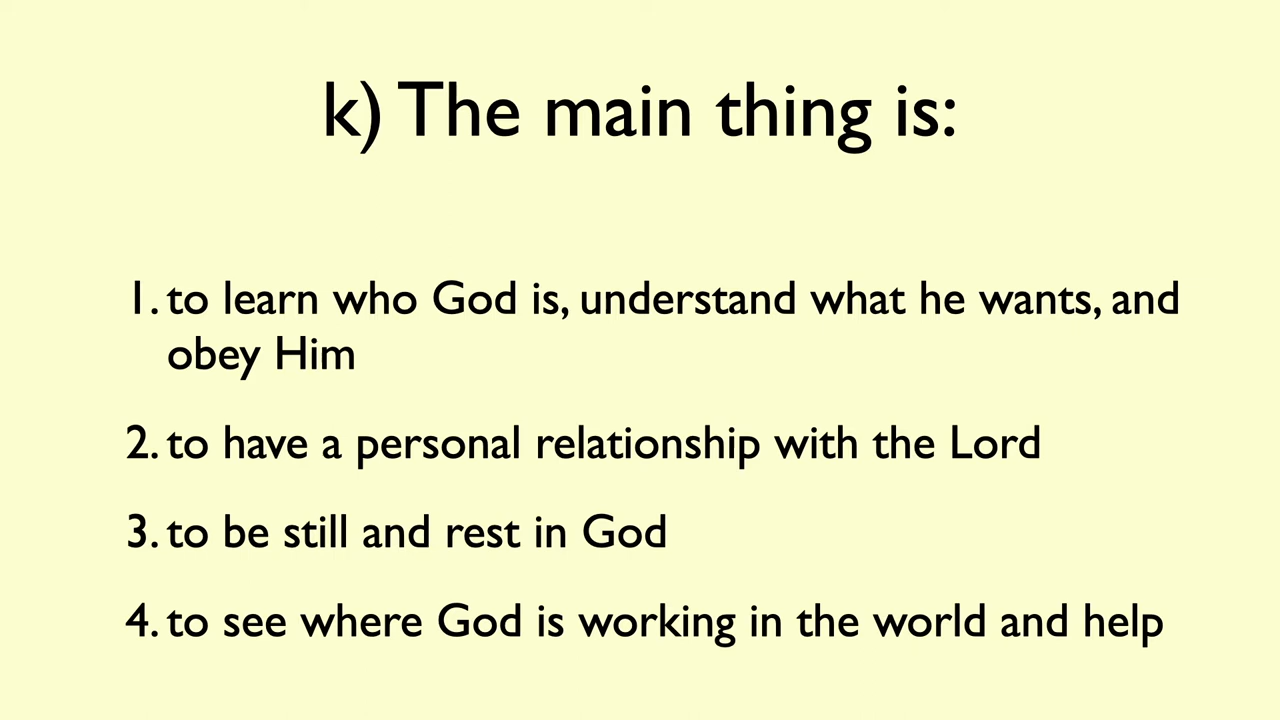 k) The main thing is:
1. to learn who God is, understand what he wants, and
obey Him
2. to have a personal relationship with the Lord
3. to be still and rest in God
4. to see where God is working in the world and help